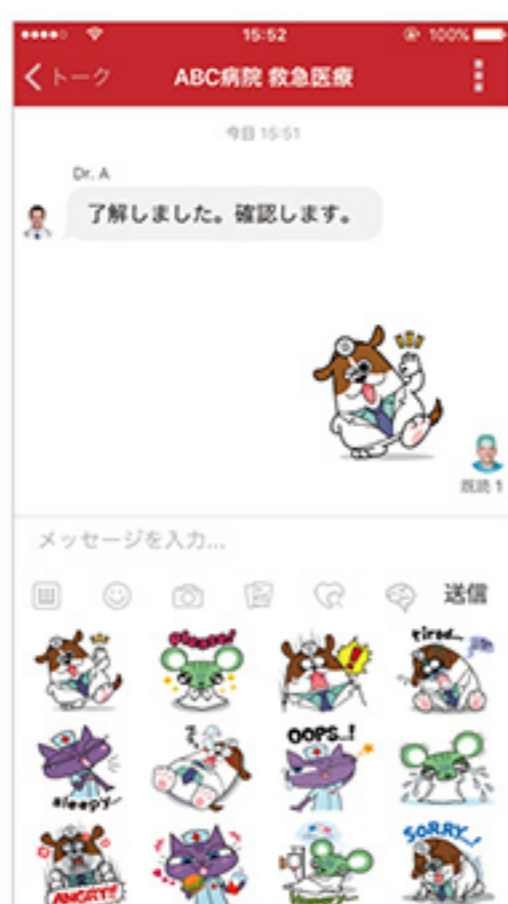 15:52
100%
トーク
ABC病院 救急医療
今日 15:51
Dr. A
了解しました。確認します。
既読 1
メッセージを入力...
送信
please!
tired...
sleepy~
OOPS..!
ANGRY!!
Hungry~
SORRY..!